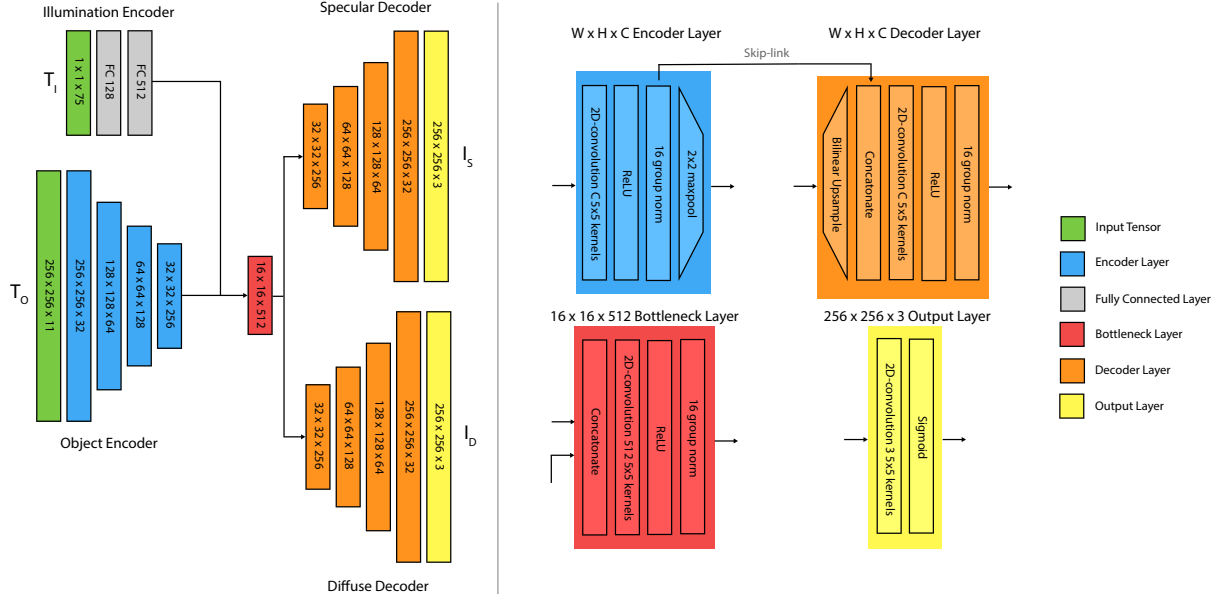 Illumination Encoder
T_I
1 x 1 x 75
FC 128
FC 512
T_O
256 x 256 x 11
256 x 256 x 32
128 x 128 x 64
64 x 64 x 128
32 x 32 x 256
Object Encoder
16 x 16 x 512
Specular Decoder
32 x 32 x 256
64 x 64 x 128
128 x 128 x 64
256 x 256 x 32
256 x 256 x 3
I_S
32 x 32 x 256
64 x 64 x 128
128 x 128 x 64
256 x 256 x 32
256 x 256 x 3
I_D
Diffuse Decoder
W x H x C Encoder Layer
2D-convolution C 5x5 kernels
ReLU
16 group norm
2x2 maxpool
Skip-link
W x H x C Decoder Layer
Bilinear Upsample
Concatonate
2D-convolution C 5x5 kernels
ReLU
16 group norm
16 x 16 x 512 Bottleneck Layer
Concatonate
2D-convolution 512 5x5 kernels
ReLU
16 group norm
256 x 256 x 3 Output Layer
2D-convolution 3 5x5 kernels
Sigmoid
Input Tensor
Encoder Layer
Fully Connected Layer
Bottleneck Layer
Decoder Layer
Output Layer